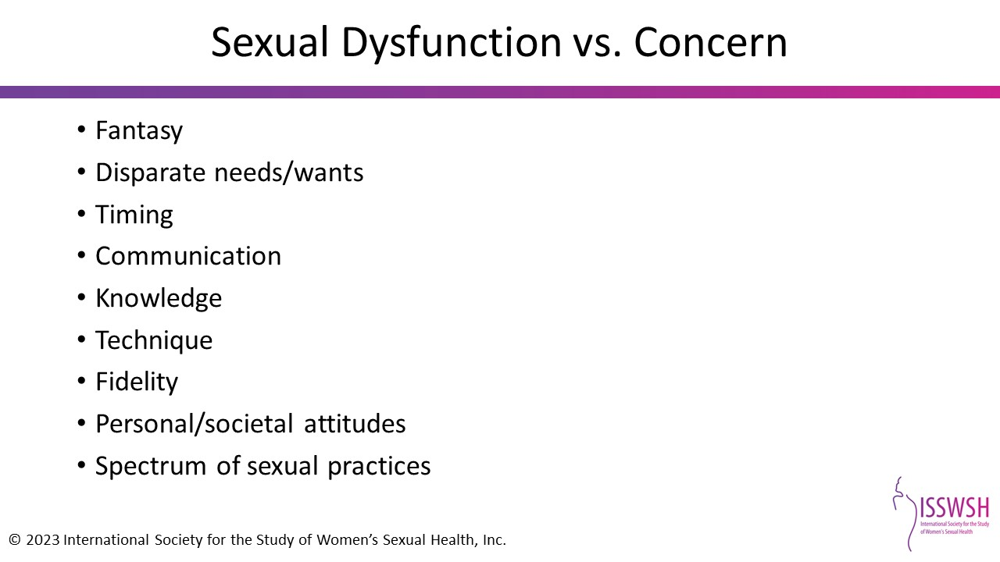 Sexual Dysfunction vs. Concern
• Fantasy
• Disparate needs/wants
• Timing
• Communication
• Knowledge
• Technique
• Fidelity
• Personal/societal attitudes
• Spectrum of sexual practices
ISSWSH
International Society for the Study
of Women's Sexual Health
© 2023 International Society for the Study of Women’s Sexual Health, Inc.